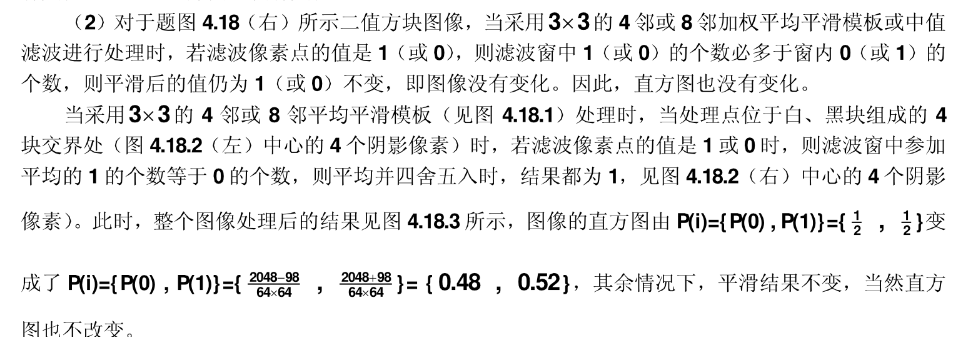 （2）对于题图 4.18（右）所示二值方块图像，当采用3×3的 4 邻或 8 邻加权平均平滑模板或中值
滤波进行处理时，若滤波像素点的值是 1（或 0），则滤波窗中 1（或 0）的个数必多于窗内 0（或 1）的
个数，则平滑后的值仍为 1（或 0）不变，即图像没有变化。因此，直方图也没有变化。
当采用3×3的 4 邻或 8 邻平均平滑模板（见图 4.18.1）处理时，当处理点位于白、黑块组成的 4
块交界处（图 4.18.2（左）中心的 4 个阴影像素）时，若滤波像素点的值是 1 或 0 时，则滤波窗中参加
平均的 1 的个数等于 0 的个数，则平均并四舍五入时，结果都为 1，见图 4.18.2（右）中心的 4 个阴影
像素）。此时，整个图像处理后的结果见图 4.18.3 所示，图像的直方图由 P(i)={P(0) , P(1)}={ 1/2 , 1/2 }变
成了 P(i)={P(0) , P(1)}={ 2048−98/64×64 , 2048+98/64×64 }= { 0.48 , 0.52}，其余情况下，平滑结果不变，当然直方
图也不改变。